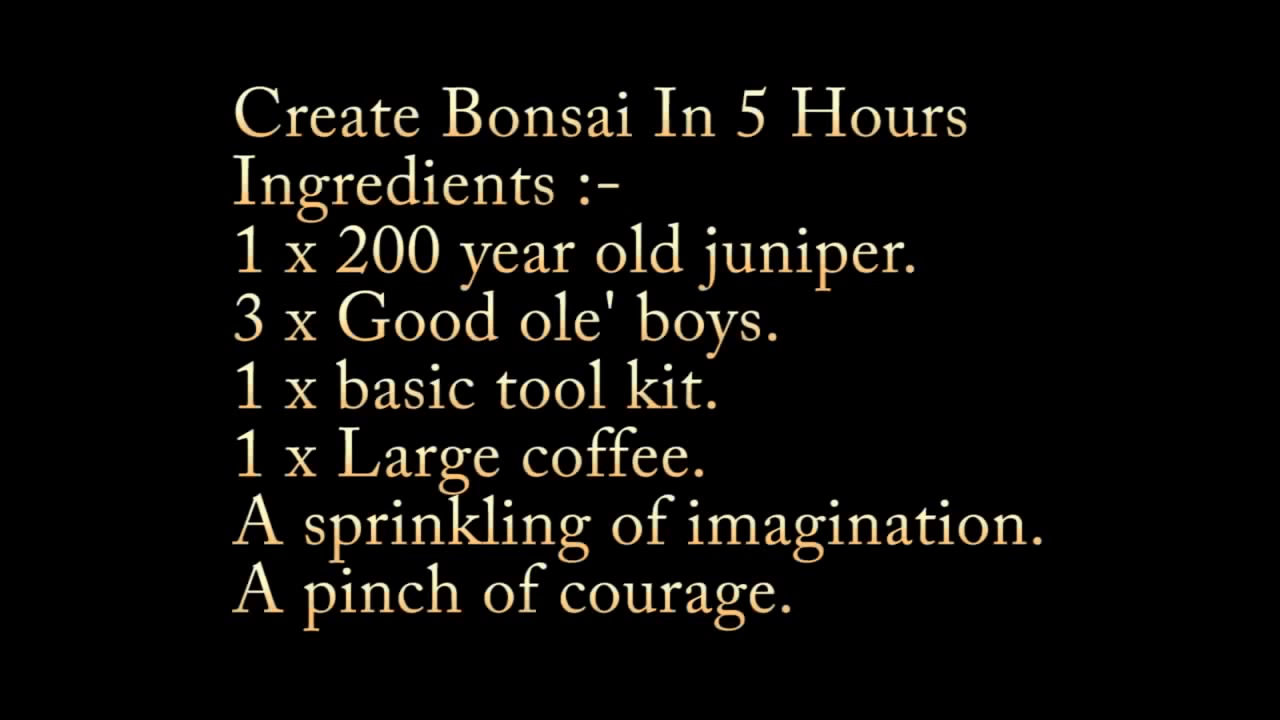 Create Bonsai In 5 Hours
Ingredients :-
1 x 200 year old juniper.
3 x Good ole' boys.
1 x basic tool kit.
1 x Large coffee.
A sprinkling of imagination.
A pinch of courage.